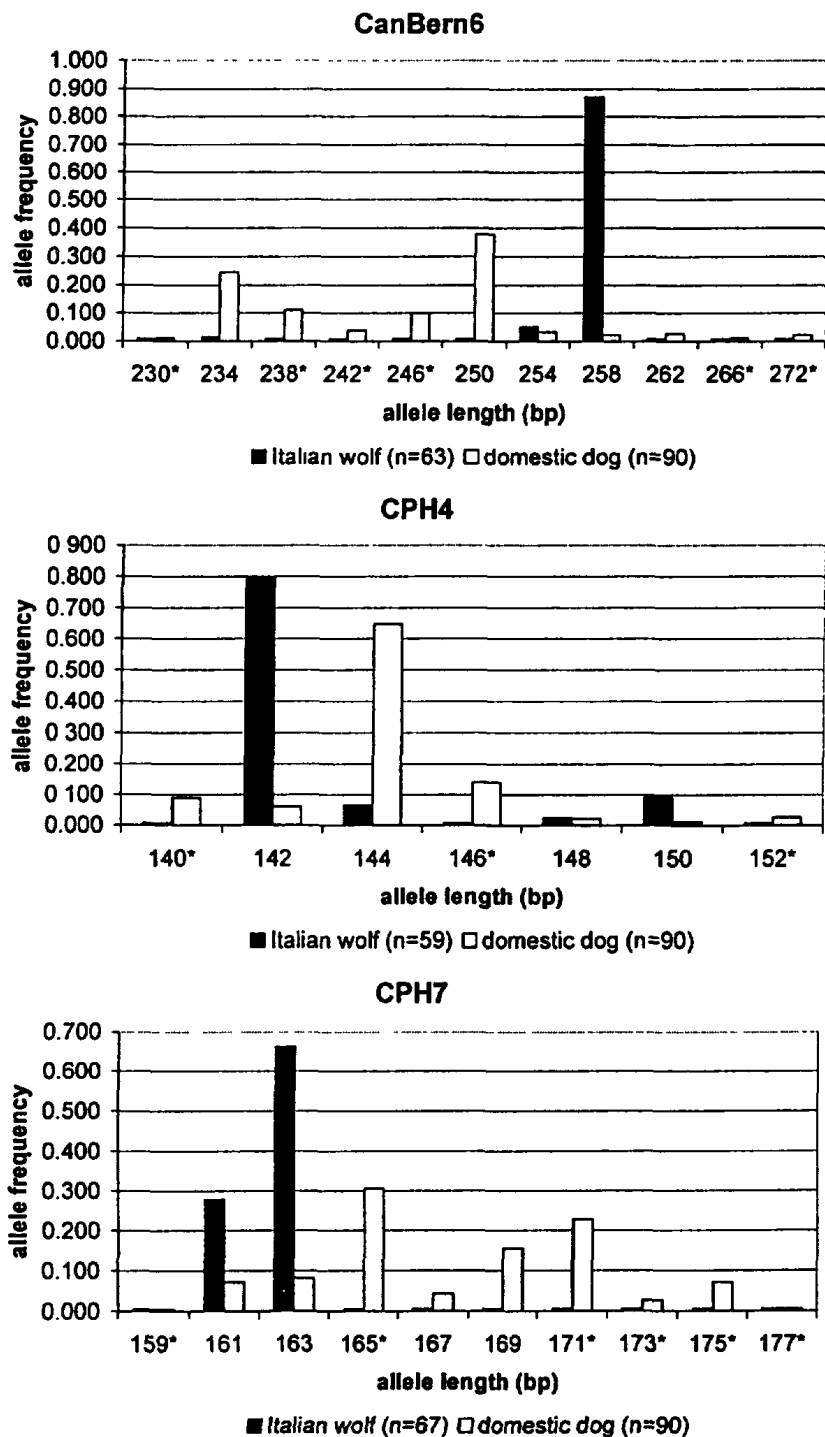 CanBern6
1.000
0.900
0.800
0.700
0.600
0.500
0.400
0.300
0.200
0.100
0.000
allele frequency
230* 234 238* 242* 246* 250 254 258 262 266* 272*
allele length (bp)
Italian wolf (n=63) domestic dog (n=90)
CPH4
0 900
0.800
0.700
0 600
0 500
0 400
0 300
0 200
0 100
0.000
allele frequency
140* 142 144 146* 148 150 152*
allele length (bp)
Italian wolf (n=59) domestic dog (n=90)
CPH7
0.700
0.600
0.500
0.400
0.300
0.200
0.100
0.000
allele frequency
159* 161 163 165* 167 169 171* 173* 175* 177*
allele length (bp)
Italian wolf (n=67) domestic dog (n=90)